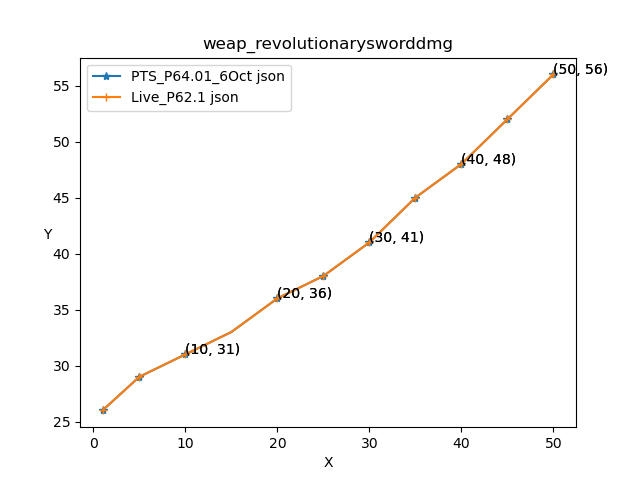 weap_revolutionarysworddmg
PTS_P64.01_6Oct json
Live_P62.1 json
(50, 56)
(40, 48)
(30, 41)
(20, 36)
(10, 31)
Y
55
50
45
40
35
30
25
0 10 20 30 40 50
X